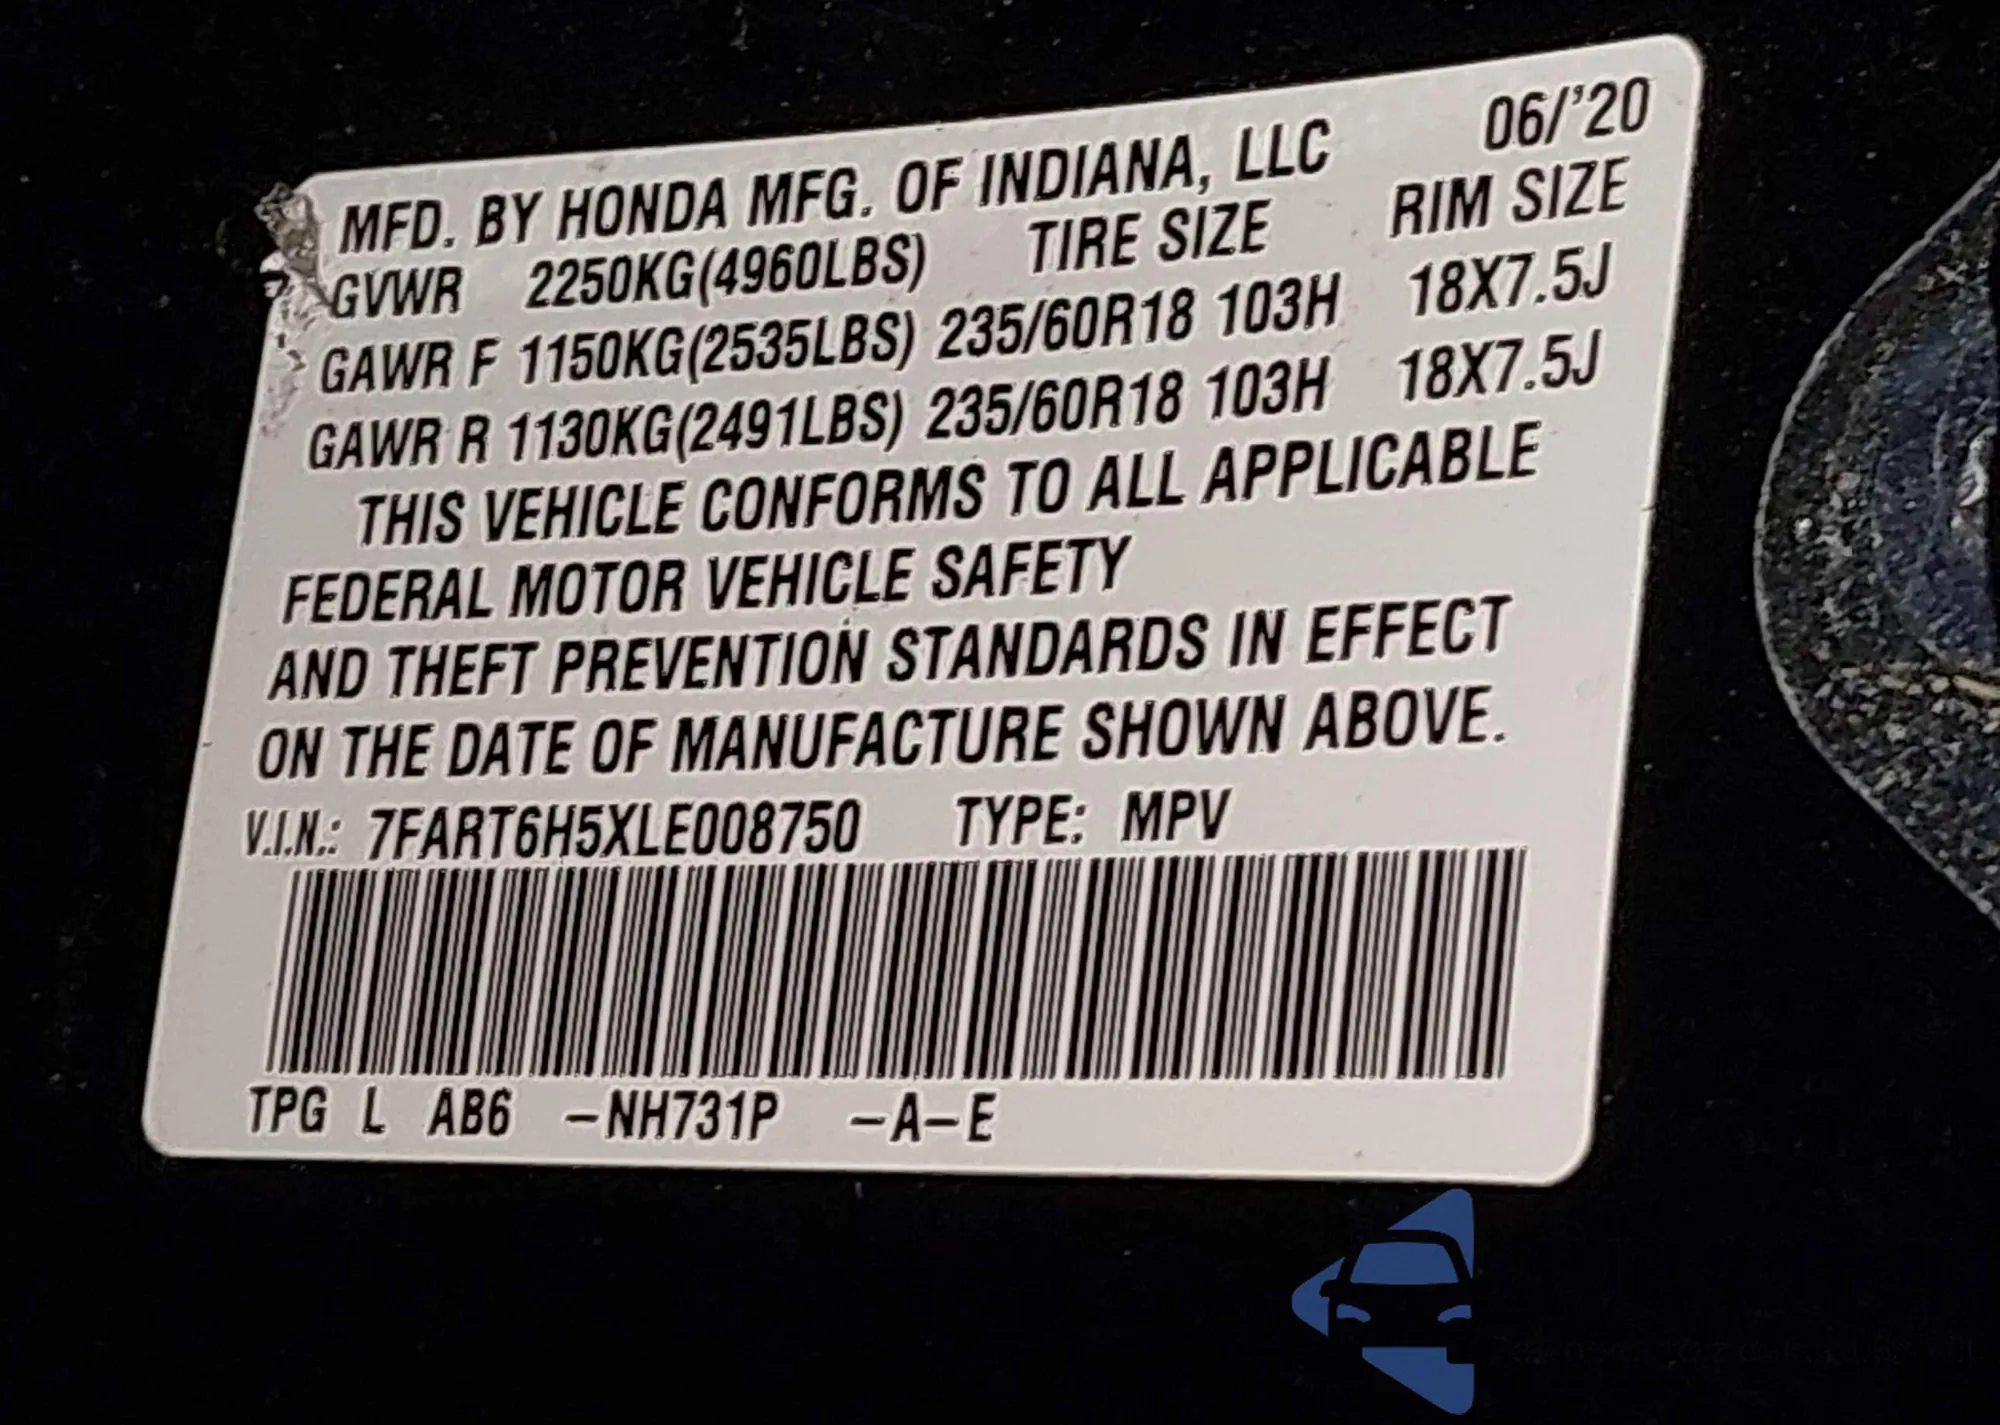 06/'20
MFD. BY HONDA MFG. OF INDIANA, LLC
GVWR 2250KG(4960LBS) TIRE SIZE RIM SIZE
GAWR F 1150KG(2535LBS) 235/60R18 103H 18X7.5J
GAWR R 1130KG(2491LBS) 235/60R18 103H 18X7.5J
THIS VEHICLE CONFORMS TO ALL APPLICABLE
FEDERAL MOTOR VEHICLE SAFETY
AND THEFT PREVENTION STANDARDS IN EFFECT
ON THE DATE OF MANUFACTURE SHOWN ABOVE.
V.I.N.: 7FART6H5XLE008750 TYPE: MPV
TPG L AB6 –NH731P –A–E